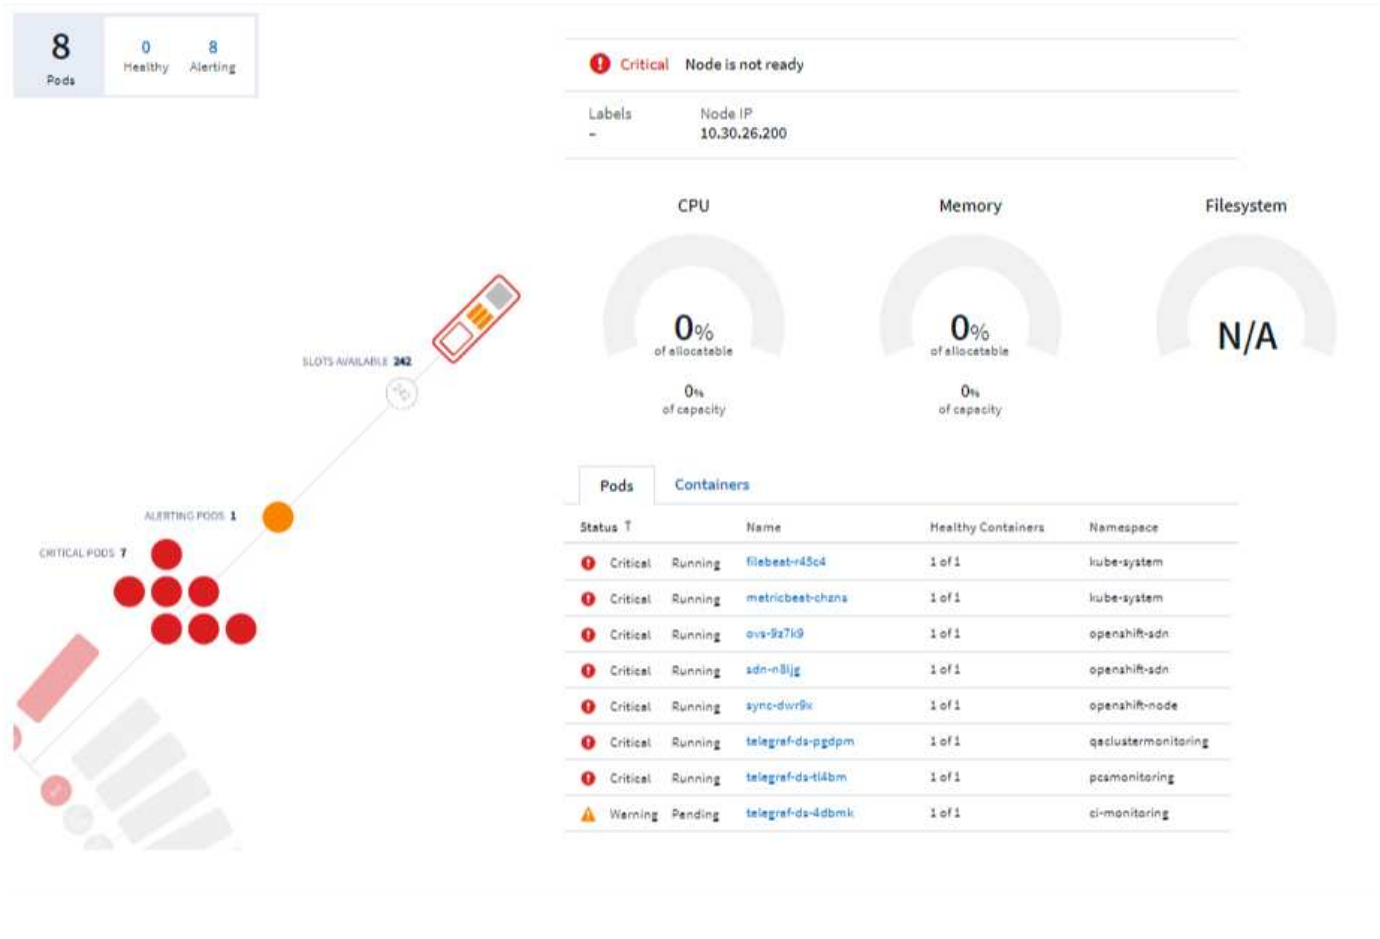 8
Pods
0
Healthy
8
Alerting
Critical Node is not ready
Labels
-
Node IP
10.30.26.200
CPU
Memory
Filesystem
0%
of allocatable
0%
of capacity
0%
of allocatable
0%
of capacity
N/A
SLOTS AVAILABLE 242
ALERTING PODS 1
CRITICAL PODS 7
Pods Containers
Status ↑ Name Healthy Containers Namespace
Critical Running filebeat-r45c4 1 of 1 kube-system
Critical Running metricbeat-chzns 1 of 1 kube-system
Critical Running ovs-9z7k9 1 of 1 openshift-sdn
Critical Running sdn-n8ljg 1 of 1 openshift-sdn
Critical Running sync-dwr9x 1 of 1 openshift-node
Critical Running telegraf-ds-pgdpm 1 of 1 qaclustermonitoring
Critical Running telegraf-ds-tl4bm 1 of 1 pcsmonitoring
Warning Pending telegraf-ds-4dbmk 1 of 1 ci-monitoring